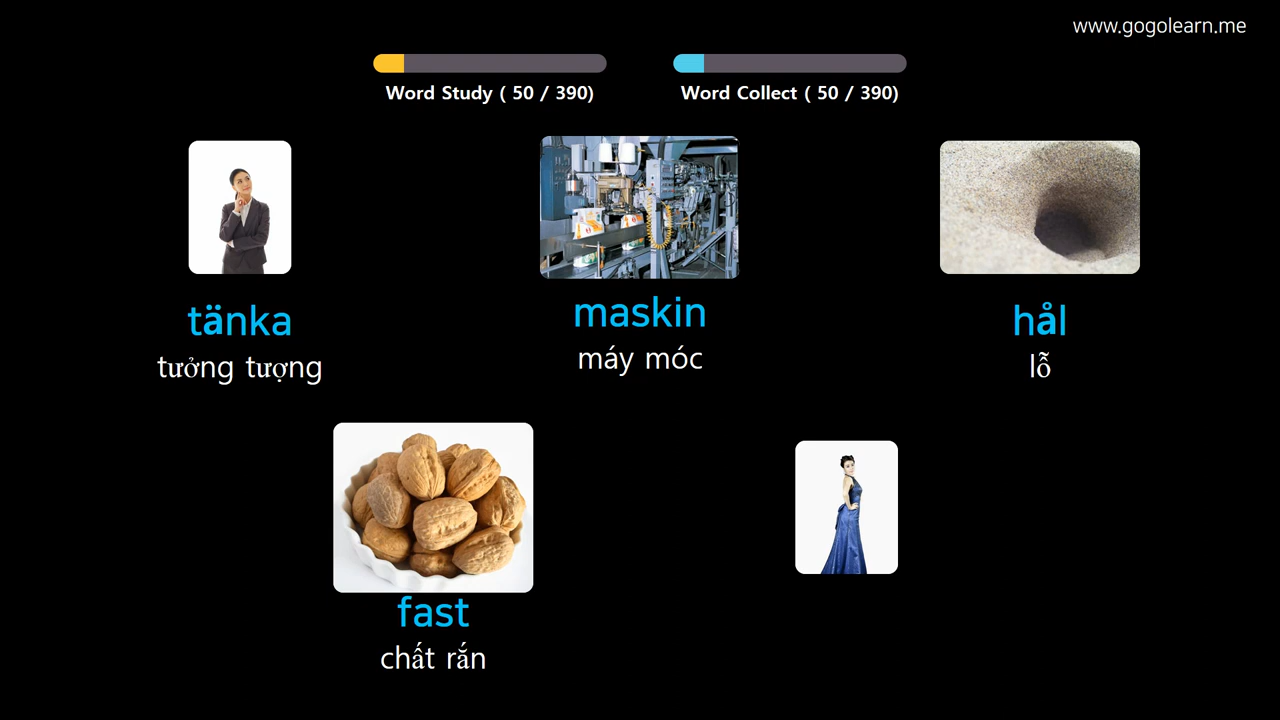 www.gogolearn.me
Word Study ( 50 / 390)
Word Collect ( 50 / 390)
tänka
tưởng tượng
maskin
máy móc
hål
lỗ
fast
chất rắn